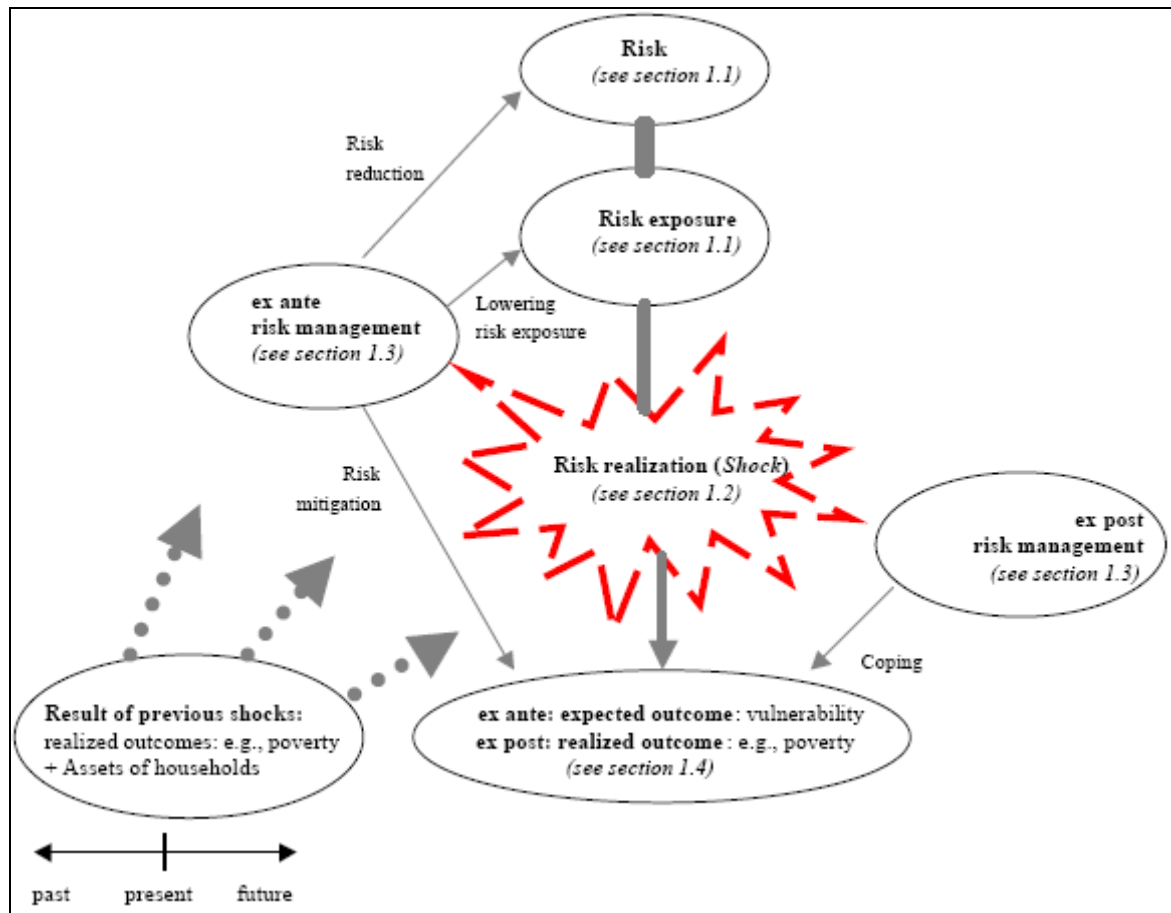 Risk
(see section 1.1)
Risk
reduction
Risk exposure
(see section 1.1)
ex ante
risk management
(see section 1.3)
Lowering
risk exposure
Risk realization (Shock)
(see section 1.2)
Risk
mitigation
ex post
risk management
(see section 1.3)
Coping
Result of previous shocks:
realized outcomes: e.g., poverty
+ Assets of households
ex ante: expected outcome: vulnerability
ex post: realized outcome : e.g., poverty
(see section 1.4)
past present future